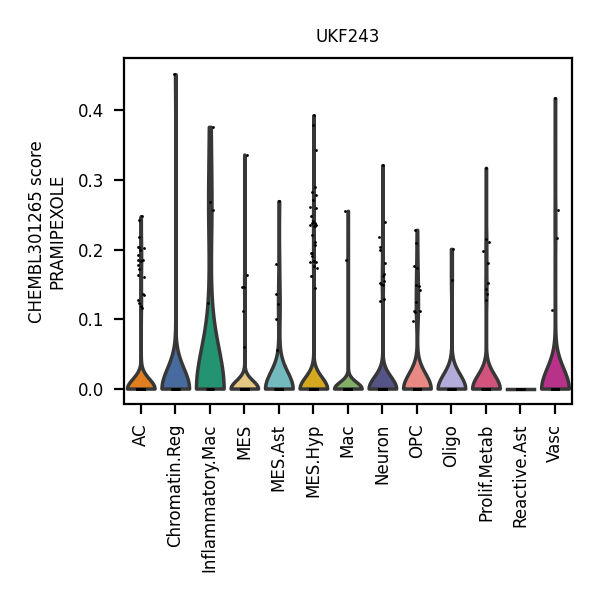 UKF243
CHEMBL301265 score
PRAMIPEXOLE
0.4
0.3
0.2
0.1
0.0
AC
Chromatin.Reg
Inflammatory.Mac
MES
MES.Ast
MES.Hyp
Mac
Neuron
OPC
Oligo
Prolif.Metab
Reactive.Ast
Vasc